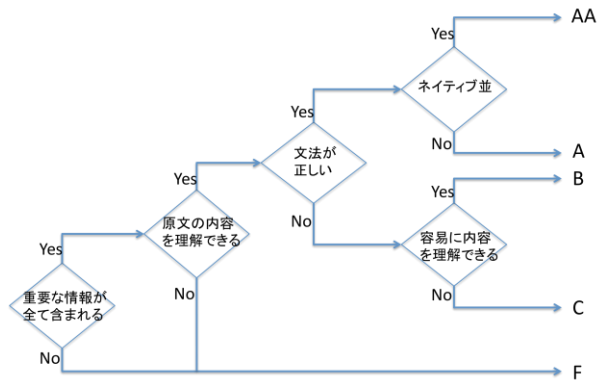 Yes
AA
ネイティブ並
Yes
No
A
文法が
正しい
Yes
No
Yes
B
原文の内容
を理解できる
容易に内容
を理解できる
Yes
No
No
C
重要な情報が
全て含まれる
No
F